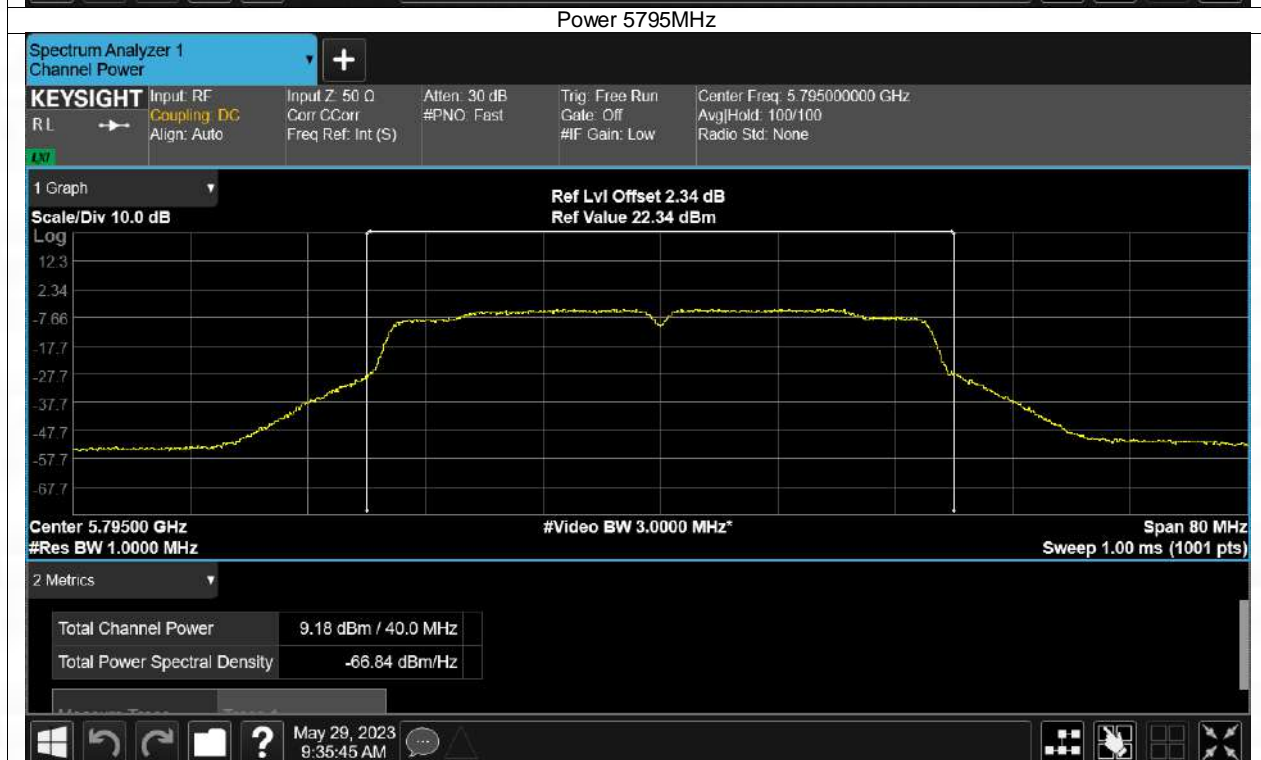 Power 5795MHz
Spectrum Analyzer 1
Channel Power
+
KEYSIGHT
RL
LXI
Input: RF
Coupling: DC
Align: Auto
Input Z: 50 Ω
Corr CCorr
Freq Ref: Int (S)
Atten: 30 dB
#PNO: Fast
Trig: Free Run
Gate: Off
#IF Gain: Low
Center Freq: 5.795000000 GHz
Avg|Hold: 100/100
Radio Std: None
1 Graph
Scale/Div 10.0 dB
Ref Lvl Offset 2.34 dB
Ref Value 22.34 dBm
Log
12.3
2.34
-7.66
-17.7
-27.7
-37.7
-47.7
-57.7
-67.7
Center 5.79500 GHz
#Res BW 1.0000 MHz
#Video BW 3.0000 MHz*
Span 80 MHz
Sweep 1.00 ms (1001 pts)
2 Metrics
Total Channel Power 9.18 dBm / 40.0 MHz
Total Power Spectral Density -66.84 dBm/Hz
?
May 29, 2023
9:35:45 AM